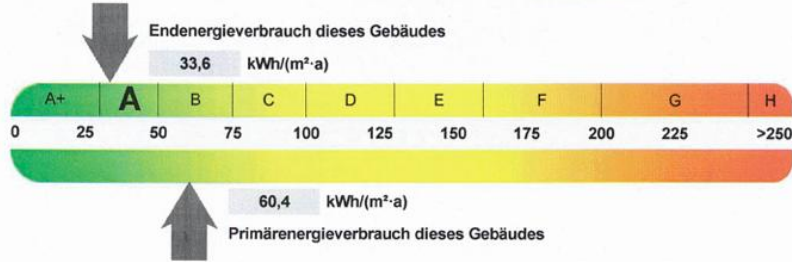 Endenergieverbrauch dieses Gebäudes
33,6 kWh/(m²·a)
A+ A B C D E F G H
0 25 50 75 100 125 150 175 200 225 >250
60,4 kWh/(m²·a)
Primärenergieverbrauch dieses Gebäudes